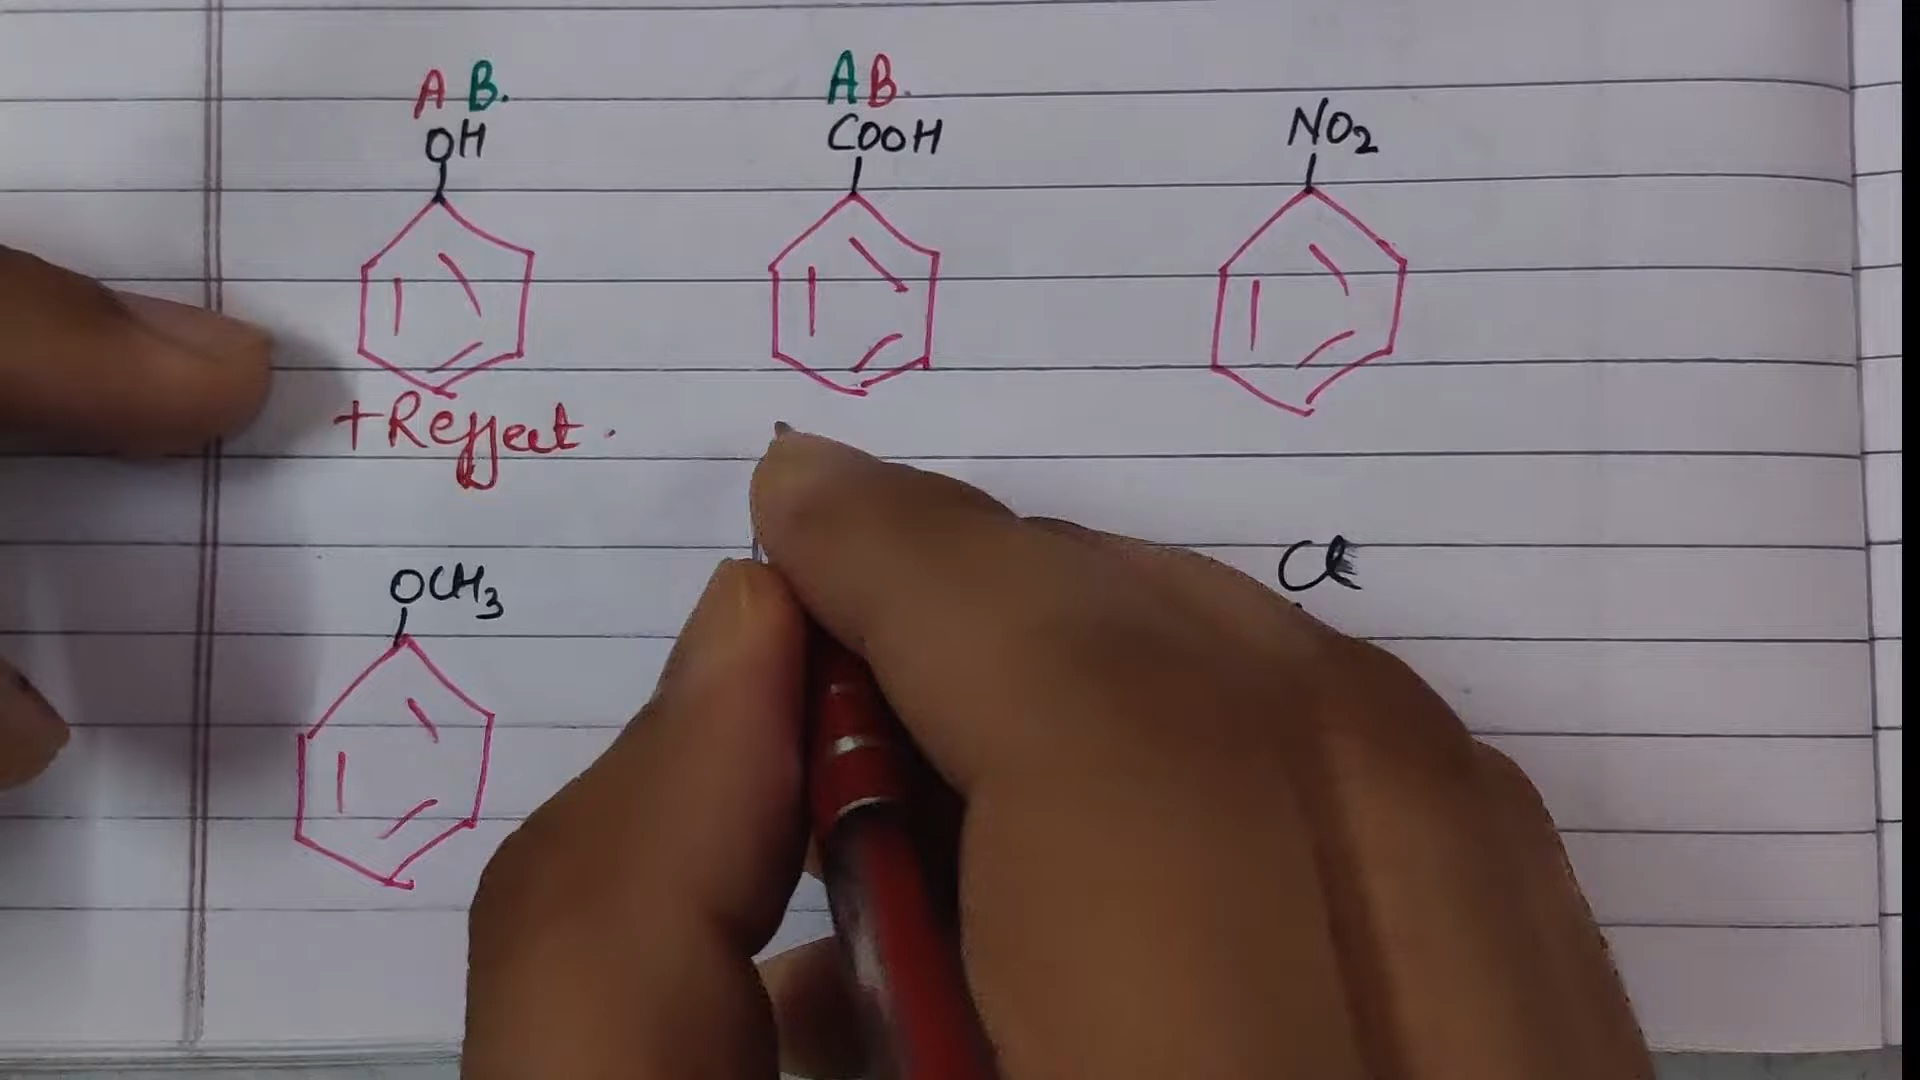 A B. A B.
OH COOH NO2
+Reffect.
OCH3 Cl